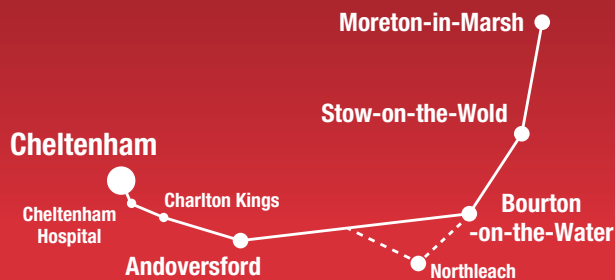 Moreton-in-Marsh
Stow-on-the-Wold
Cheltenham
Charlton Kings
Cheltenham
Hospital
Bourton
-on-the-Water
Andoversford
Northleach